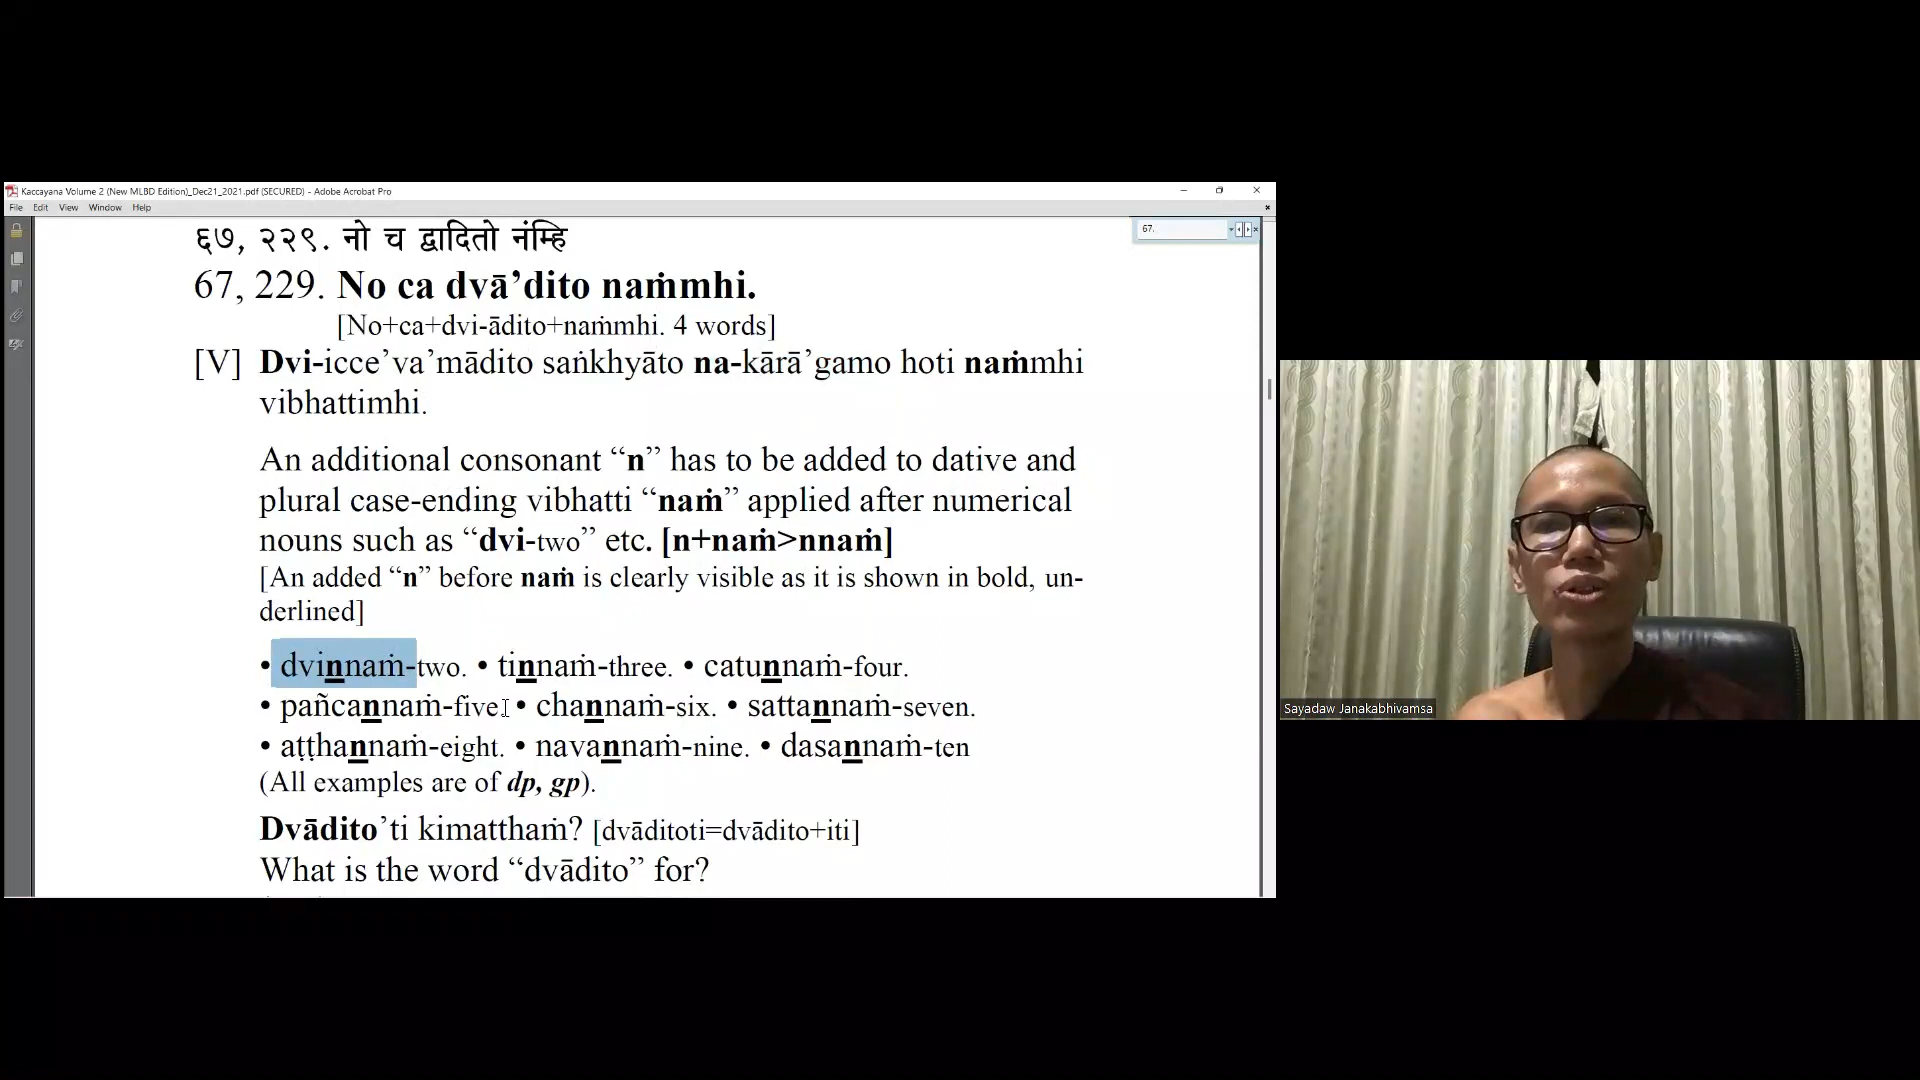 Kaccayana Volume 2 (New MLBD Edition)_Dec21_2021.pdf (SECURED) - Adobe Acrobat Pro
File Edit View Window Help
67.
६७, २२९. नो च द्वादितो नंम्हि
67, 229. No ca dvā’dito naṁmhi.
[No+ca+dvi-ādito+naṁmhi. 4 words]
[V] Dvi-icce’va’mādito saṅkhyāto na-kārā’gamo hoti naṁmhi
vibhattimhi.
An additional consonant “n” has to be added to dative and
plural case-ending vibhatti “naṁ” applied after numerical
nouns such as “dvi-two” etc. [n+naṁ>nnaṁ]
[An added “n” before naṁ is clearly visible as it is shown in bold, un-
derlined]
• dvinnaṁ-two. • tinnaṁ-three. • catunnaṁ-four.
• pañcannaṁ-five. • channaṁ-six. • sattannaṁ-seven.
• aṭṭhannaṁ-eight. • navannaṁ-nine. • dasannaṁ-ten
(All examples are of dp, gp).
Dvādito’ti kimatthaṁ? [dvāditoti=dvādito+iti]
What is the word “dvādito” for?
Sayadaw Janakabhivamsa